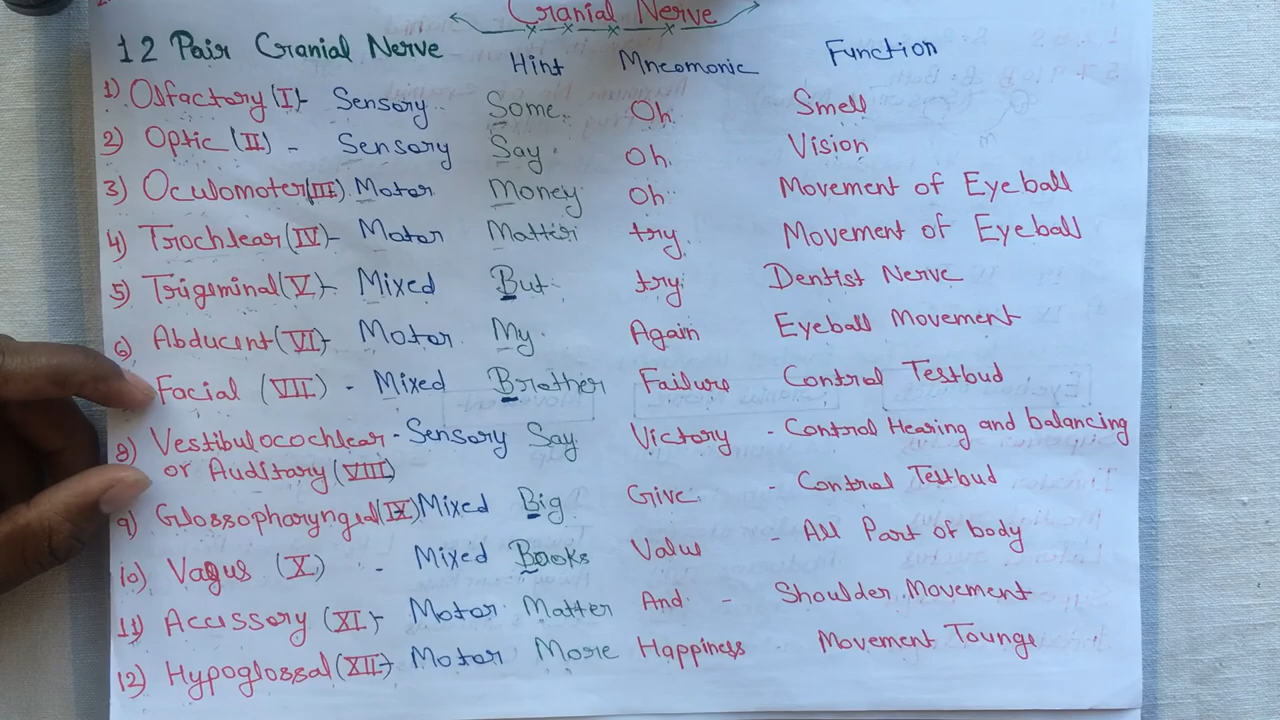 Cranial Nerve
12 Pair Cranial Nerve Hint Mneomonic Function
1) Olfactory (I)- Sensory Some Oh Smell
2) Optic (II) - Sensory Say Oh Vision
3) Oculomoter(III) Motor Money Oh Movement of Eyeball
4) Trochlear (IV)- Motor Matter try Movement of Eyeball
5) Trigeminal(V)- Mixed But try Dentist Nerve
6) Abducent (VI)- Motor My Again Eyeball Movement
Facial (VII) - Mixed Brother Failure Control Testbud
8) Vestibulocochlear - Sensory Say Victory - Control Hearing and balancing
or Auditary (VIII)
9) Glossopharyngeal(IX) Mixed Big Give - Control Testbud
10) Vagus (X) - Mixed Books Value - All Part of body
11) Acussory (XI)- Motor Matter And - Shoulder Movement
12) Hypoglossal (XII)- Motor More Happiness Movement Tounge